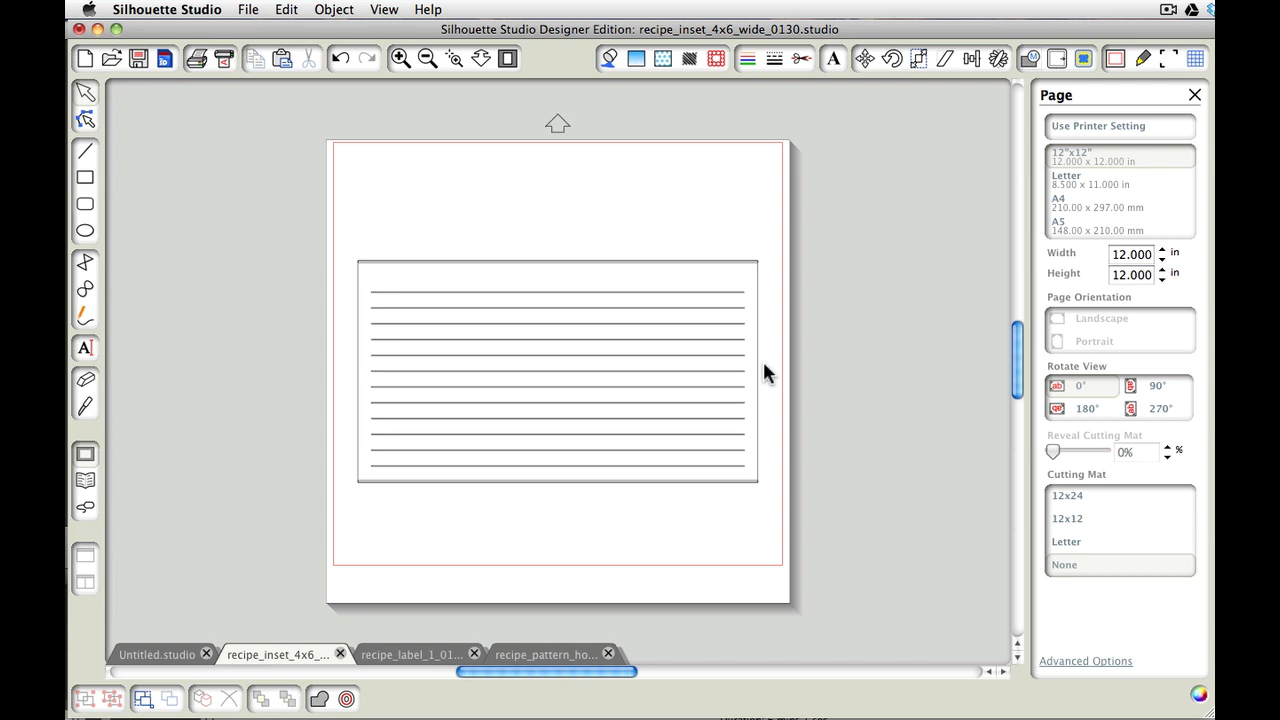 Silhouette Studio File Edit Object View Help
Silhouette Studio Designer Edition: recipe_inset_4x6_wide_0130.studio
Page
Use Printer Setting
12"x12"
12.000 x 12.000 in
Letter
8.500 x 11.000 in
A4
210.00 x 297.00 mm
A5
148.00 x 210.00 mm
Width 12.000 in
Height 12.000 in
Page Orientation
Landscape
Portrait
Rotate View
0° 90°
180° 270°
Reveal Cutting Mat
0% %
Cutting Mat
12x24
12x12
Letter
None
Untitled.studio recipe_inset_4x6_... recipe_label_1_01... recipe_pattern_ho...
Advanced Options